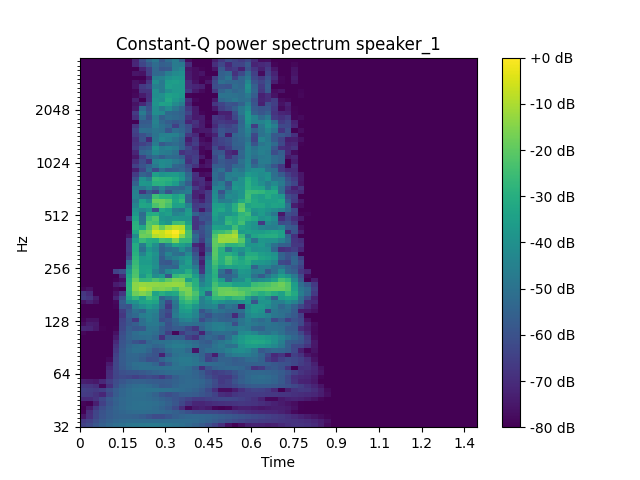 Constant-Q power spectrum speaker_1
Hz
2048
1024
512
256
128
64
32
0 0.15 0.3 0.45 0.6 0.75 0.9 1.1 1.2 1.4
Time
+0 dB
-10 dB
-20 dB
-30 dB
-40 dB
-50 dB
-60 dB
-70 dB
-80 dB